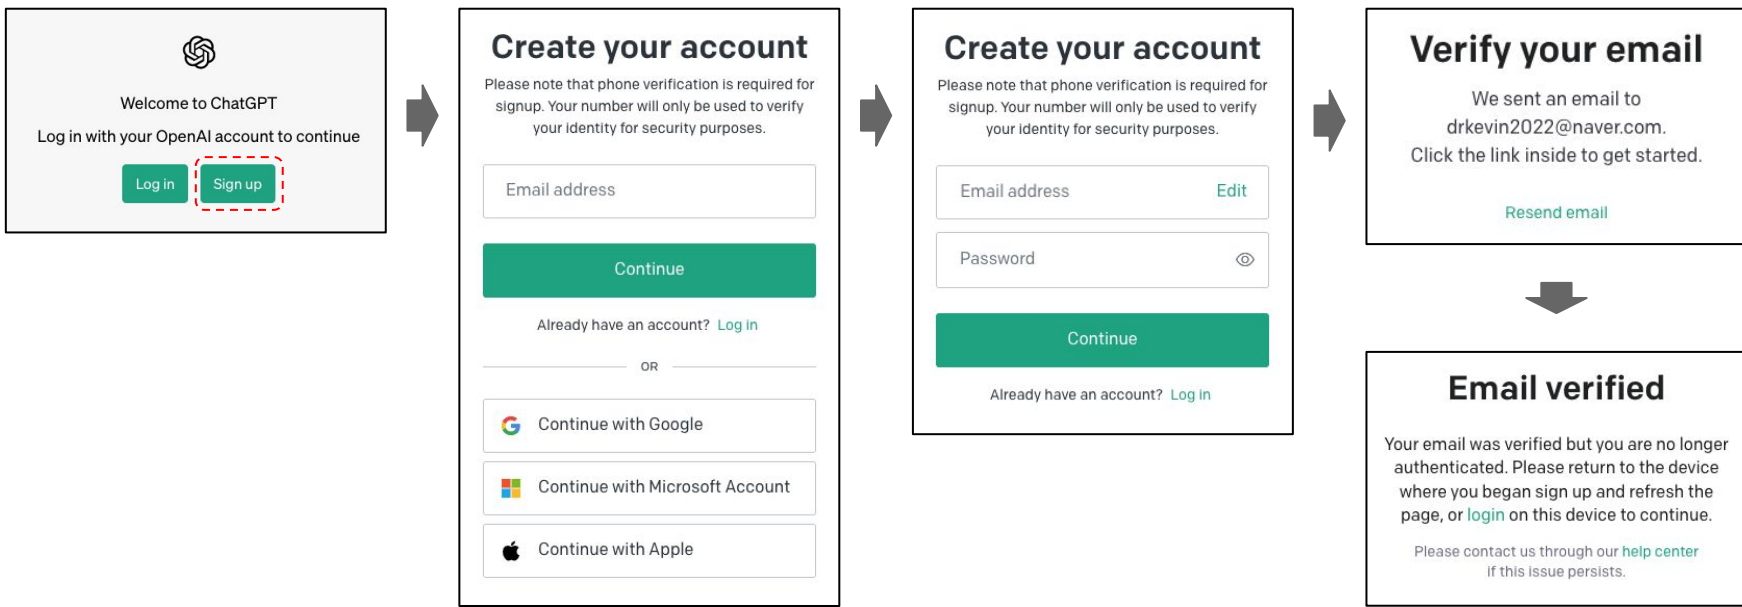 Welcome to ChatGPT
Log in with your OpenAI account to continue
Log in
Sign up
Create your account
Please note that phone verification is required for
signup. Your number will only be used to verify
your identity for security purposes.
Email address
Continue
Already have an account? Log in
OR
Continue with Google
Continue with Microsoft Account
Continue with Apple
Create your account
Please note that phone verification is required for
signup. Your number will only be used to verify
your identity for security purposes.
Email address Edit
Password
Continue
Already have an account? Log in
Verify your email
We sent an email to
drkevin2022@naver.com.
Click the link inside to get started.
Resend email
Email verified
Your email was verified but you are no longer
authenticated. Please return to the device
where you began sign up and refresh the
page, or login on this device to continue.
Please contact us through our help center
if this issue persists.